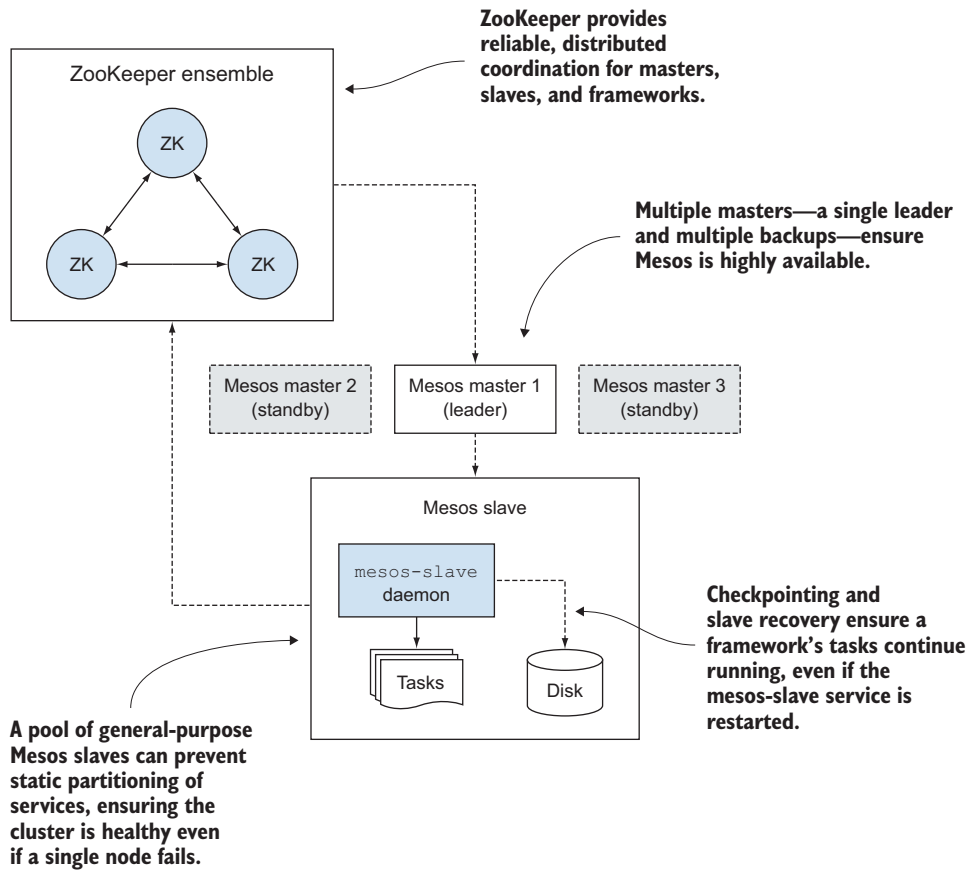 ZooKeeper provides
reliable, distributed
coordination for masters,
slaves, and frameworks.
ZooKeeper ensemble
ZK
ZK
ZK
Multiple masters—a single leader
and multiple backups—ensure
Mesos is highly available.
Mesos master 2
(standby)
Mesos master 1
(leader)
Mesos master 3
(standby)
Mesos slave
mesos-slave
daemon
Tasks
Disk
Checkpointing and
slave recovery ensure a
framework's tasks continue
running, even if the
mesos-slave service is
restarted.
A pool of general-purpose
Mesos slaves can prevent
static partitioning of
services, ensuring the
cluster is healthy even
if a single node fails.